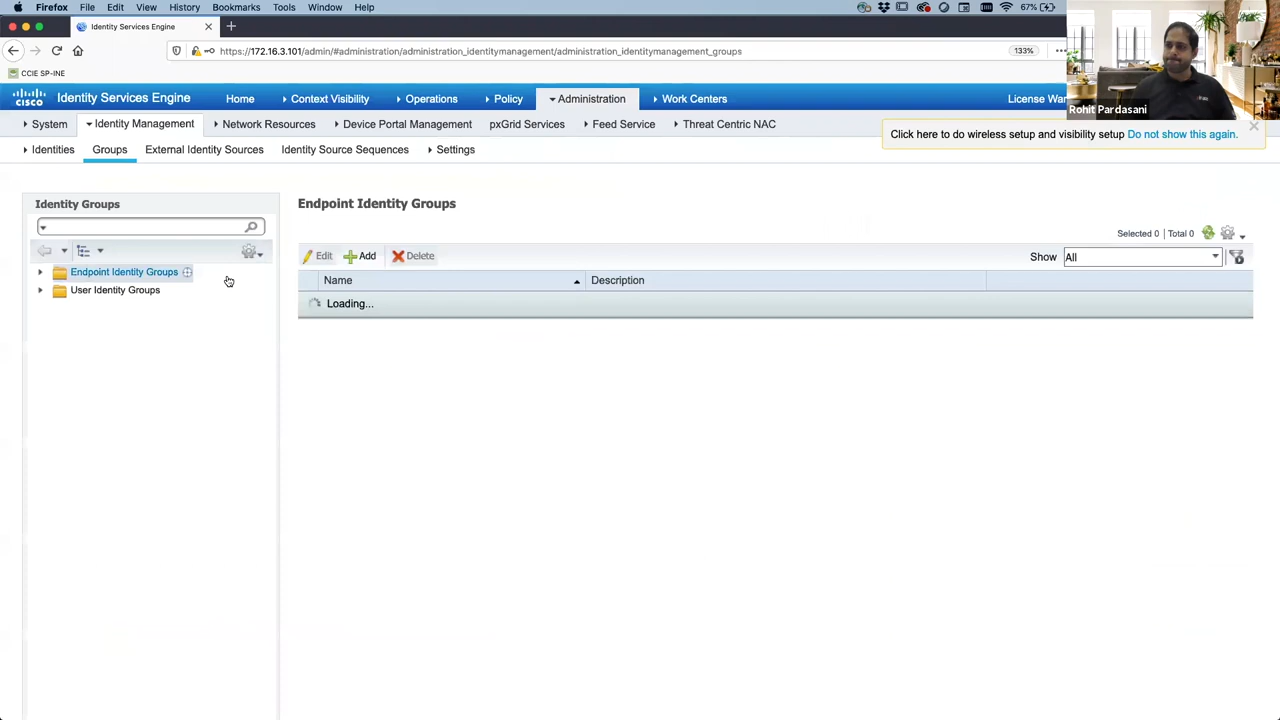 Firefox File Edit View History Bookmarks Tools Window Help 67%
Identity Services Engine
https://172.16.3.101/admin/#administration/administration_identitymanagement/administration_identitymanagement_groups 133%
CCIE SP-INE
Rohit Pardasani
cisco Identity Services Engine Home Context Visibility Operations Policy Administration Work Centers License War
System Identity Management Network Resources Device Portal Management pxGrid Services Feed Service Threat Centric NAC
Click here to do wireless setup and visibility setup Do not show this again.
Identities Groups External Identity Sources Identity Source Sequences Settings
Identity Groups
Endpoint Identity Groups
User Identity Groups
Endpoint Identity Groups
Selected 0 | Total 0
Edit Add Delete Show All
Name Description
Loading...